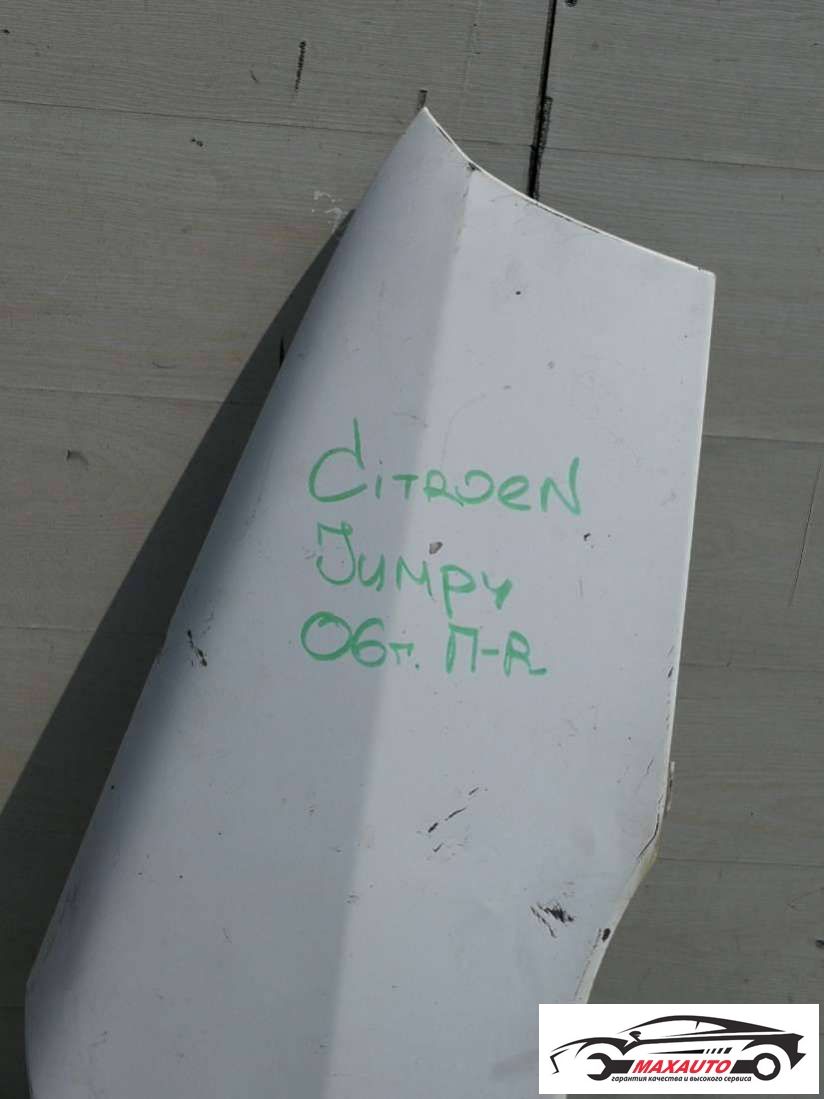 Citroen
Jumpy
06г. П-R
MAXAUTO
гарантия качества и высокого сервиса